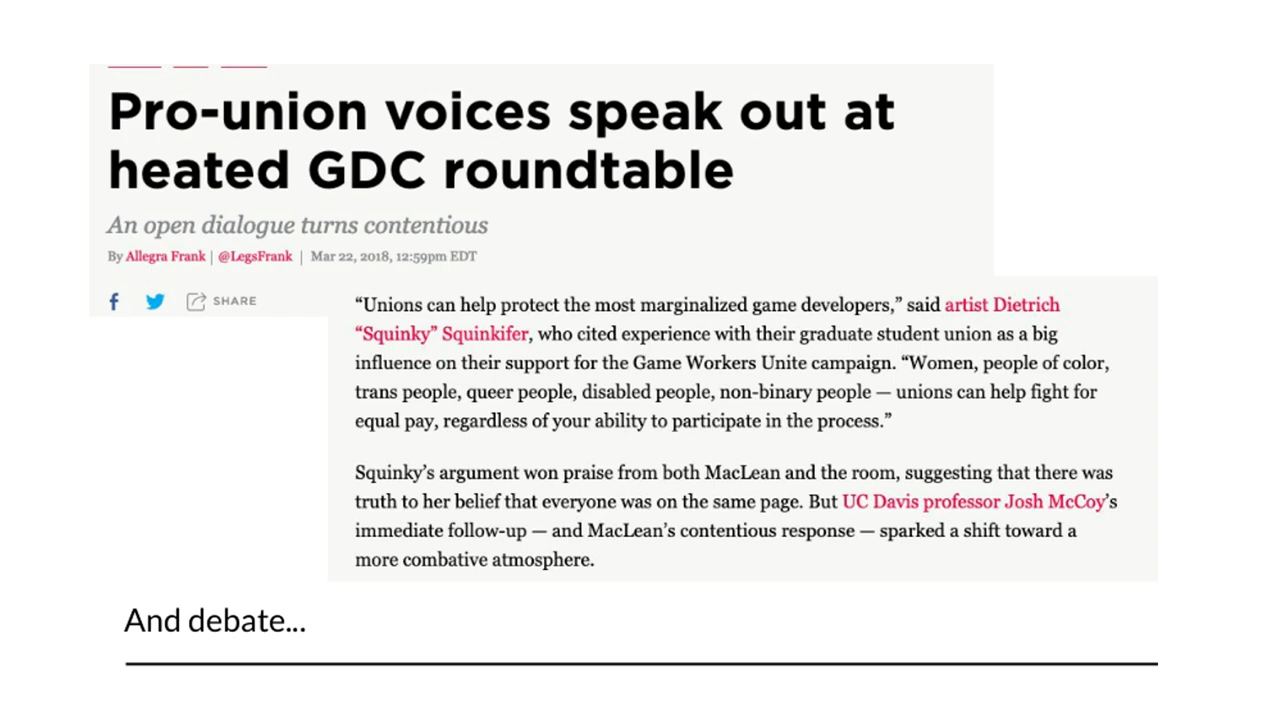 Pro-union voices speak out at
heated GDC roundtable
An open dialogue turns contentious
By Allegra Frank | @LegsFrank | Mar 22, 2018, 12:59pm EDT
SHARE
“Unions can help protect the most marginalized game developers,” said artist Dietrich
“Squinky” Squinkifer, who cited experience with their graduate student union as a big
influence on their support for the Game Workers Unite campaign. “Women, people of color,
trans people, queer people, disabled people, non-binary people — unions can help fight for
equal pay, regardless of your ability to participate in the process.”
Squinky’s argument won praise from both MacLean and the room, suggesting that there was
truth to her belief that everyone was on the same page. But UC Davis professor Josh McCoy’s
immediate follow-up — and MacLean’s contentious response — sparked a shift toward a
more combative atmosphere.
And debate...